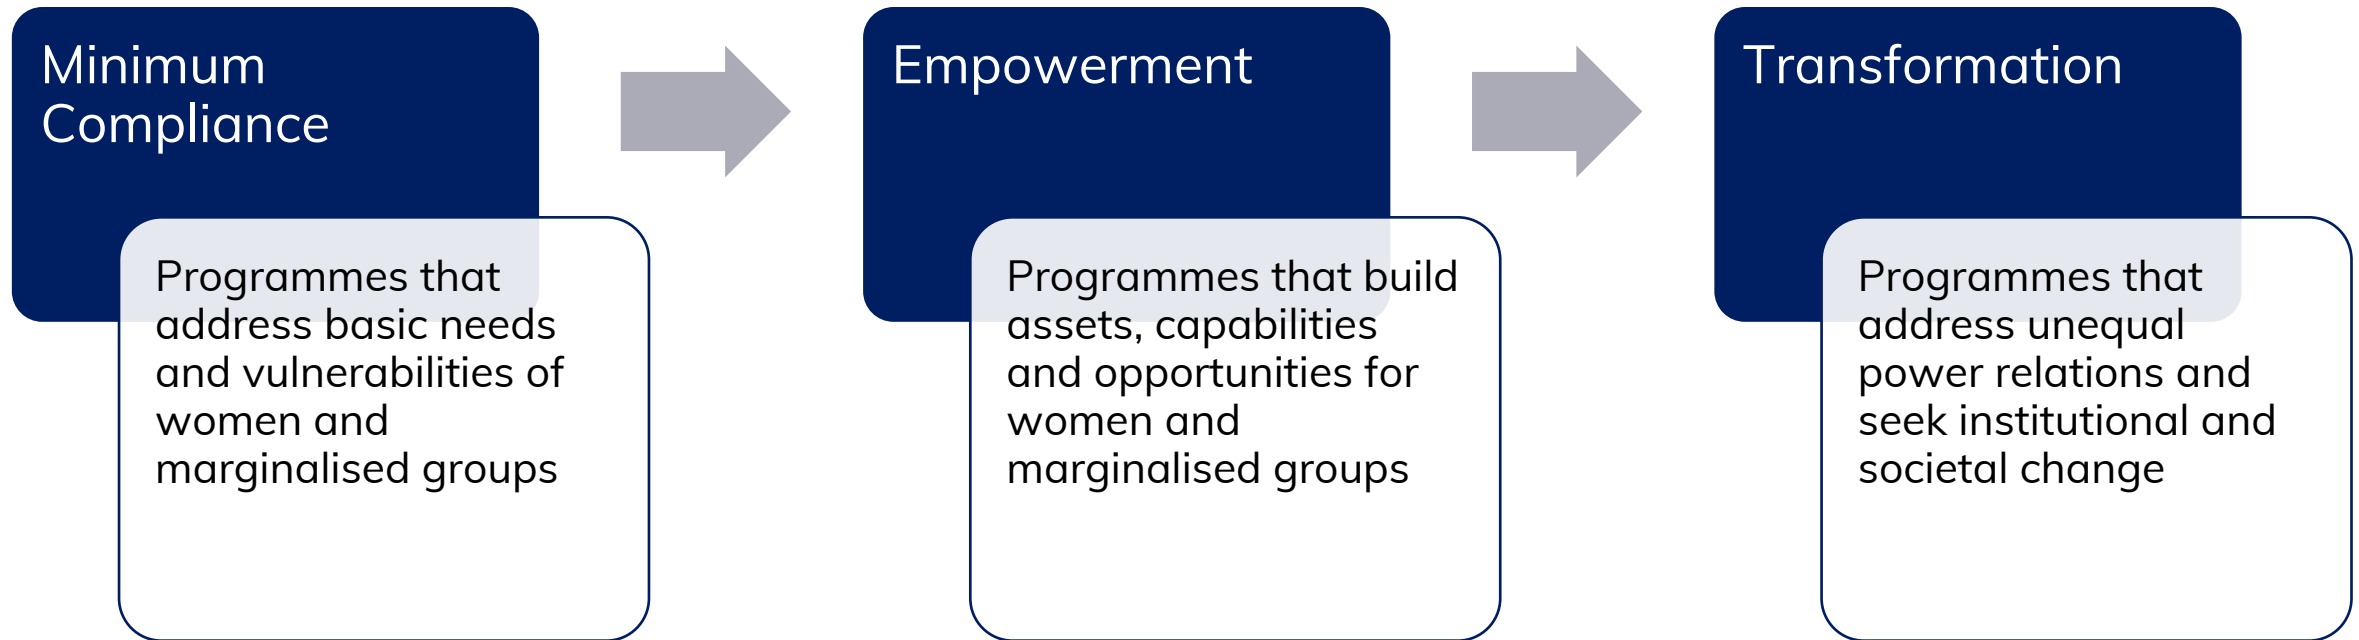 Minimum
Compliance
Programmes that
address basic needs
and vulnerabilities of
women and
marginalised groups
Empowerment
Programmes that build
assets, capabilities
and opportunities for
women and
marginalised groups
Transformation
Programmes that
address unequal
power relations and
seek institutional and
societal change